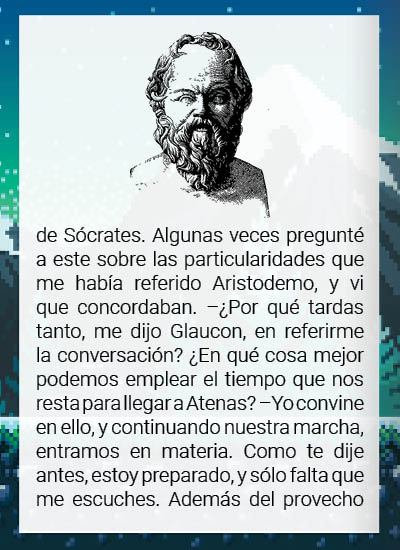 de Sócrates. Algunas veces pregunté
a este sobre las particularidades que
me había referido Aristodemo, y vi
que concordaban. –¿Por qué tardas
tanto, me dijo Glaucon, en referirme
la conversación? ¿En qué cosa mejor
podemos emplear el tiempo que nos
resta para llegar a Atenas? –Yo convine
en ello, y continuando nuestra marcha,
entramos en materia. Como te dije
antes, estoy preparado, y sólo falta que
me escuches. Además del provecho